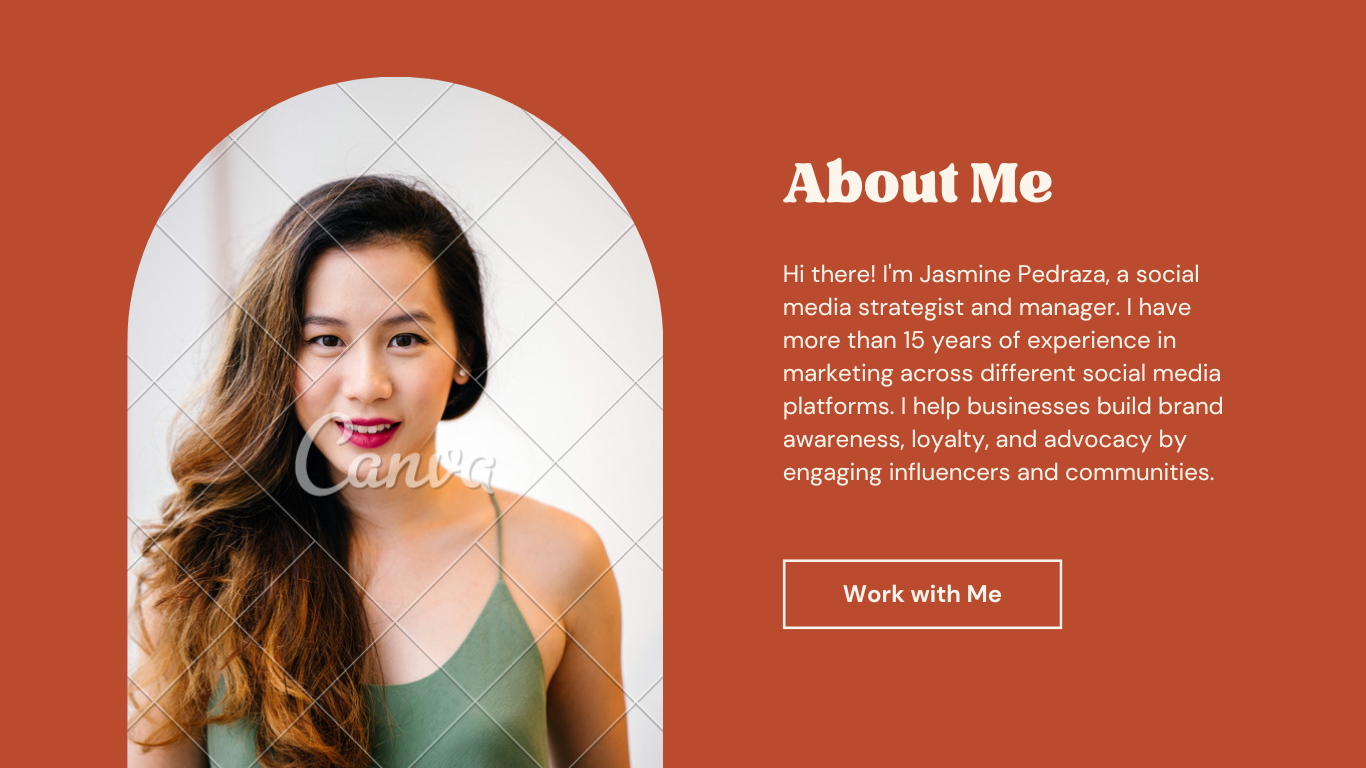 About Me
Hi there! I'm Jasmine Pedraza, a social
media strategist and manager. I have
more than 15 years of experience in
marketing across different social media
platforms. I help businesses build brand
awareness, loyalty, and advocacy by
engaging influencers and communities.
Work with Me
Canva